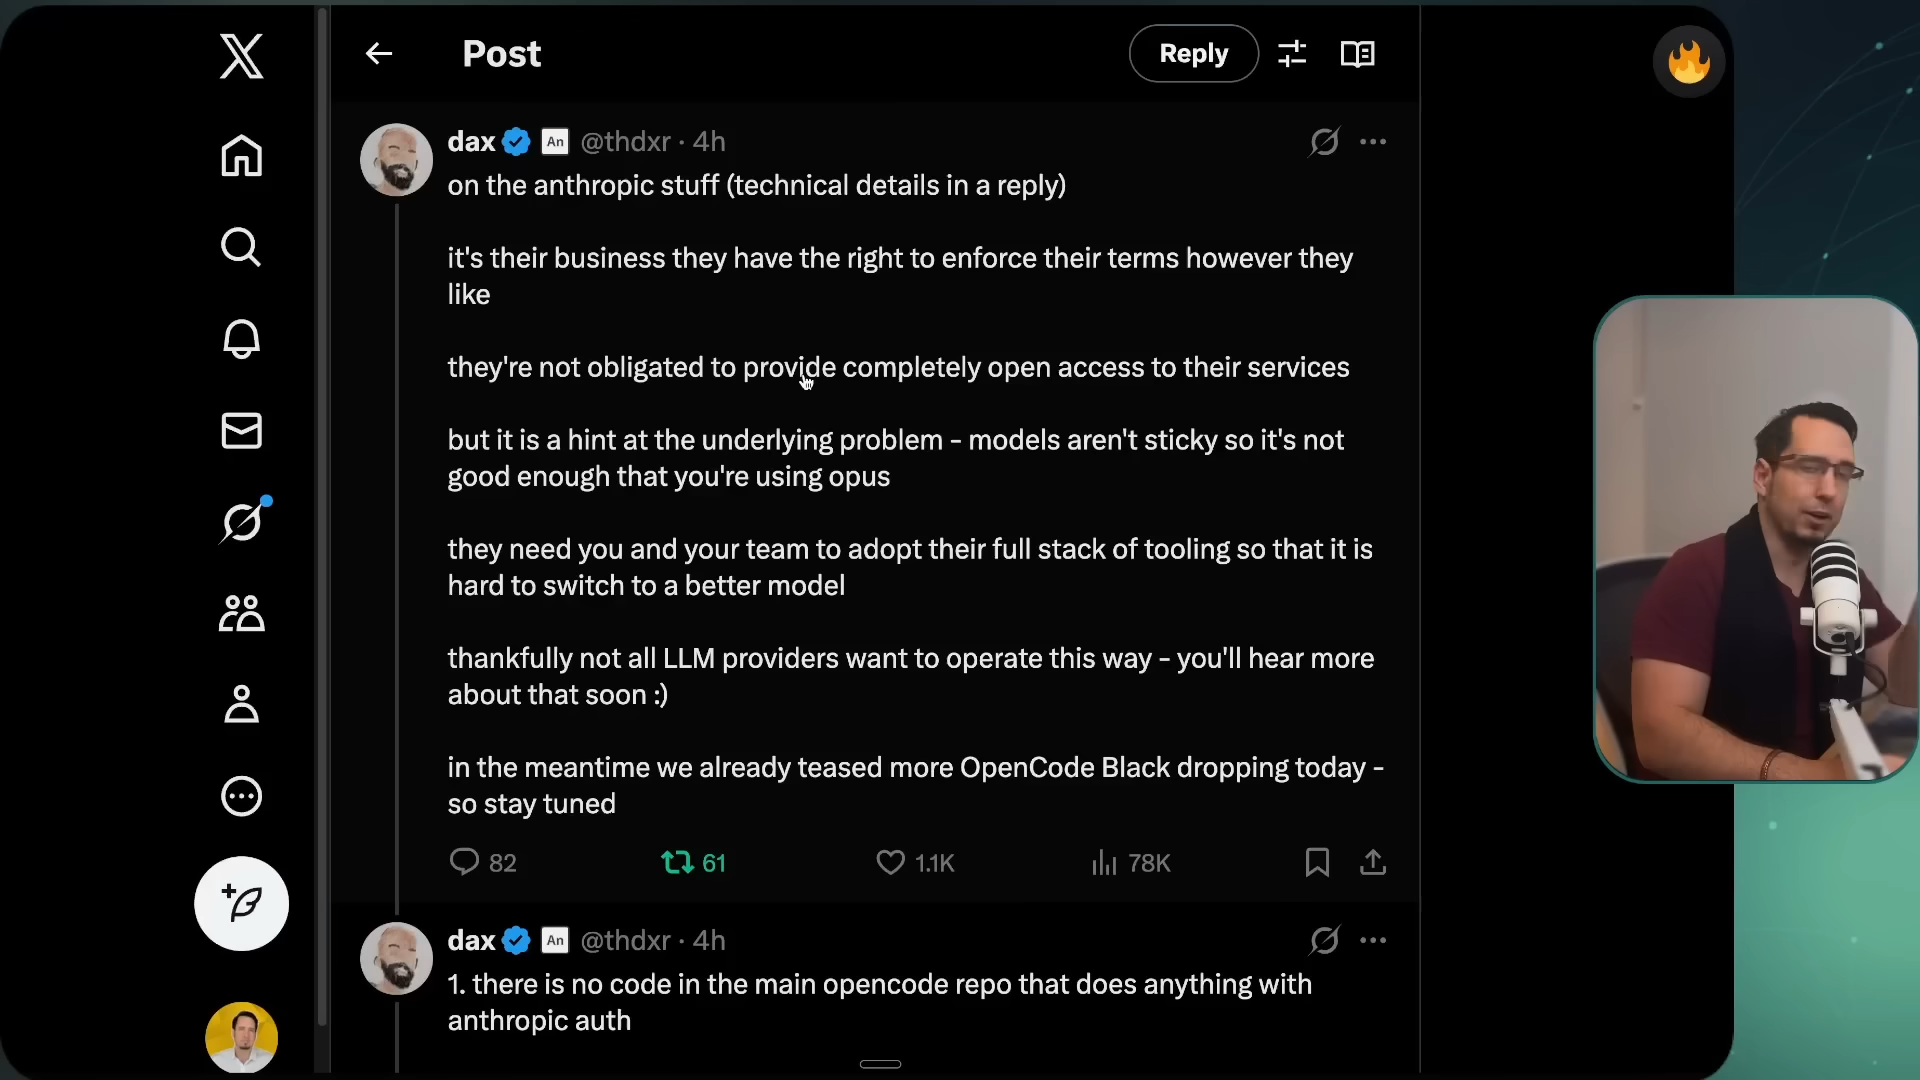 Post
Reply
dax An @thdxr · 4h
on the anthropic stuff (technical details in a reply)
it's their business they have the right to enforce their terms however they
like
they're not obligated to provide completely open access to their services
but it is a hint at the underlying problem - models aren't sticky so it's not
good enough that you're using opus
they need you and your team to adopt their full stack of tooling so that it is
hard to switch to a better model
thankfully not all LLM providers want to operate this way - you'll hear more
about that soon :)
in the meantime we already teased more OpenCode Black dropping today -
so stay tuned
82 61 1.1K 78K
dax An @thdxr · 4h
1. there is no code in the main opencode repo that does anything with
anthropic auth